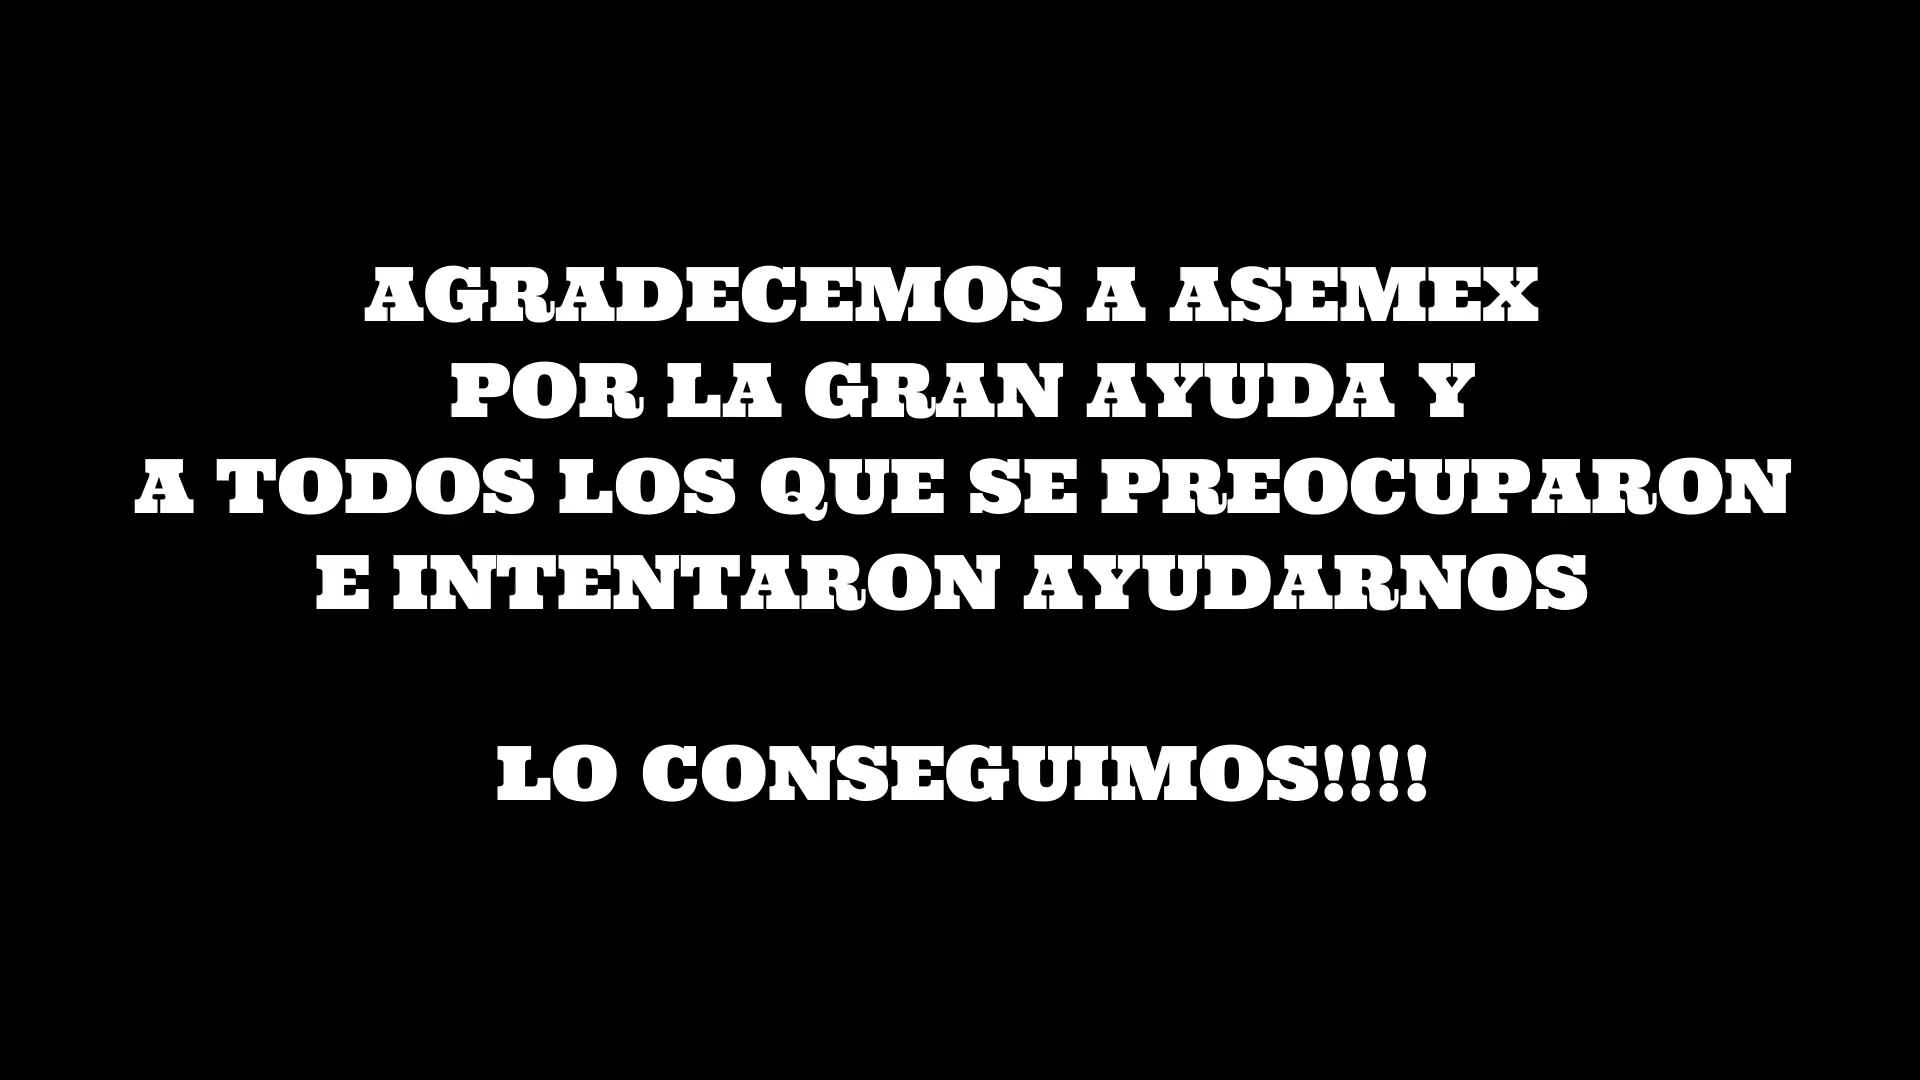 AGRADECEMOS A ASEMEX
POR LA GRAN AYUDA Y
A TODOS LOS QUE SE PREOCUPARON
E INTENTARON AYUDARNOS
LO CONSEGUIMOS!!!!